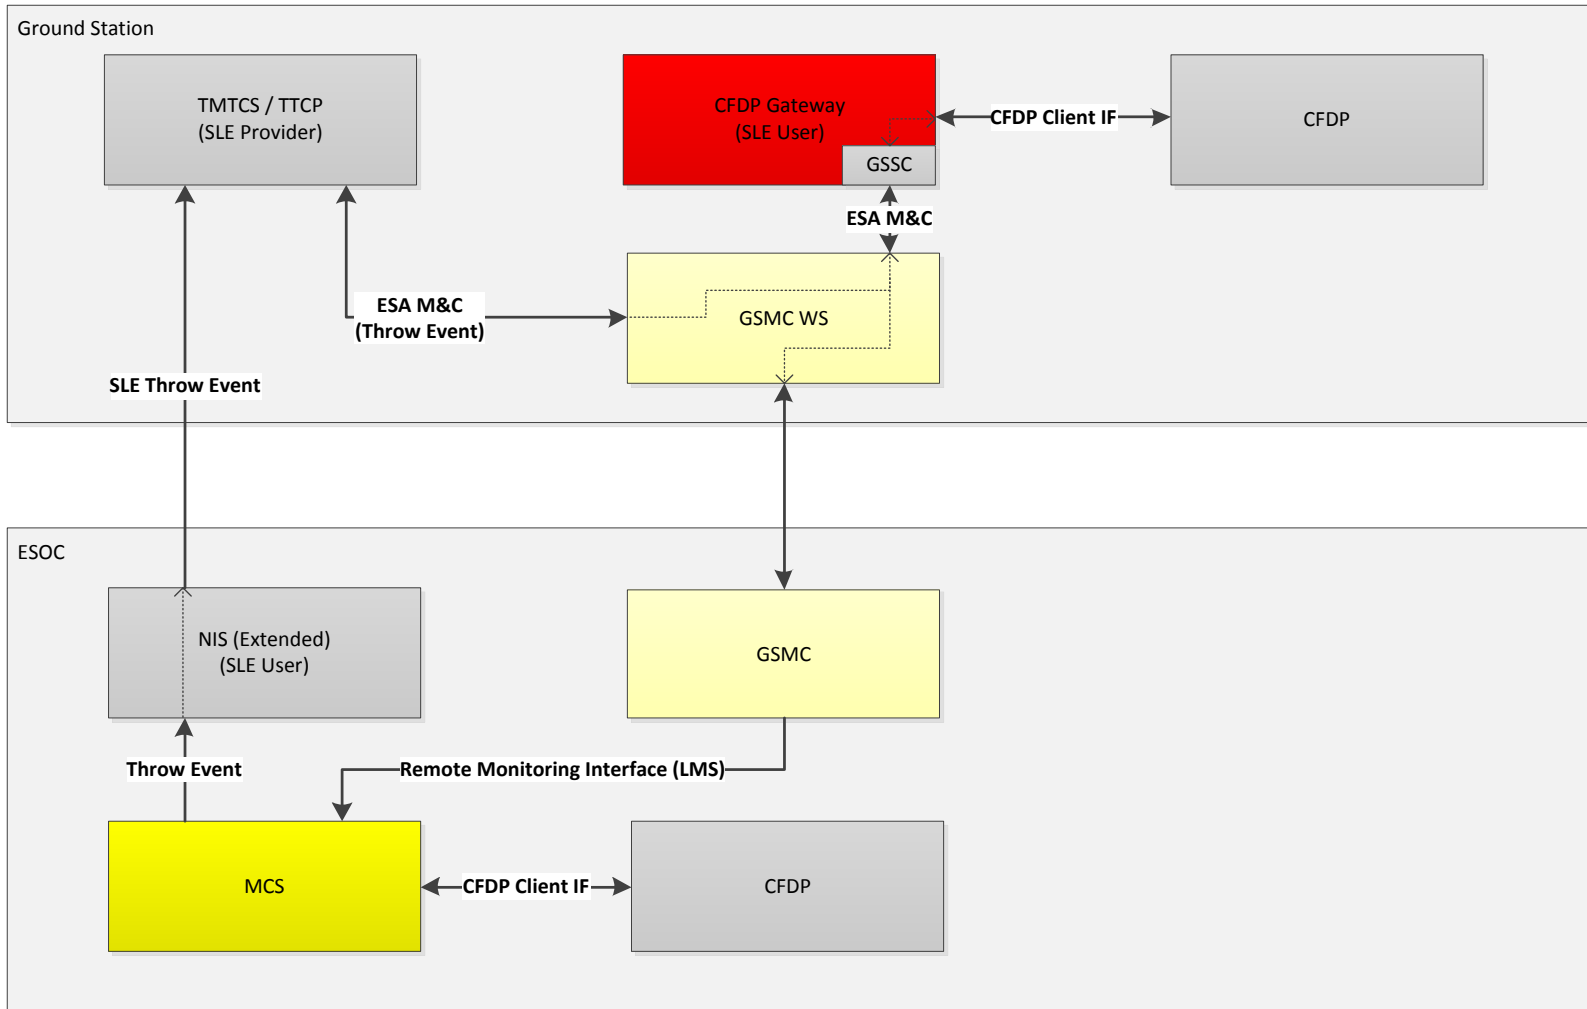 Ground Station
TMTCS / TTCP
(SLE Provider)
CFDP Gateway
(SLE User)
GSSC
CFDP Client IF
CFDP
ESA M&C
ESA M&C
(Throw Event)
GSMC WS
SLE Throw Event
ESOC
NIS (Extended)
(SLE User)
GSMC
Throw Event
Remote Monitoring Interface (LMS)
MCS
CFDP Client IF
CFDP